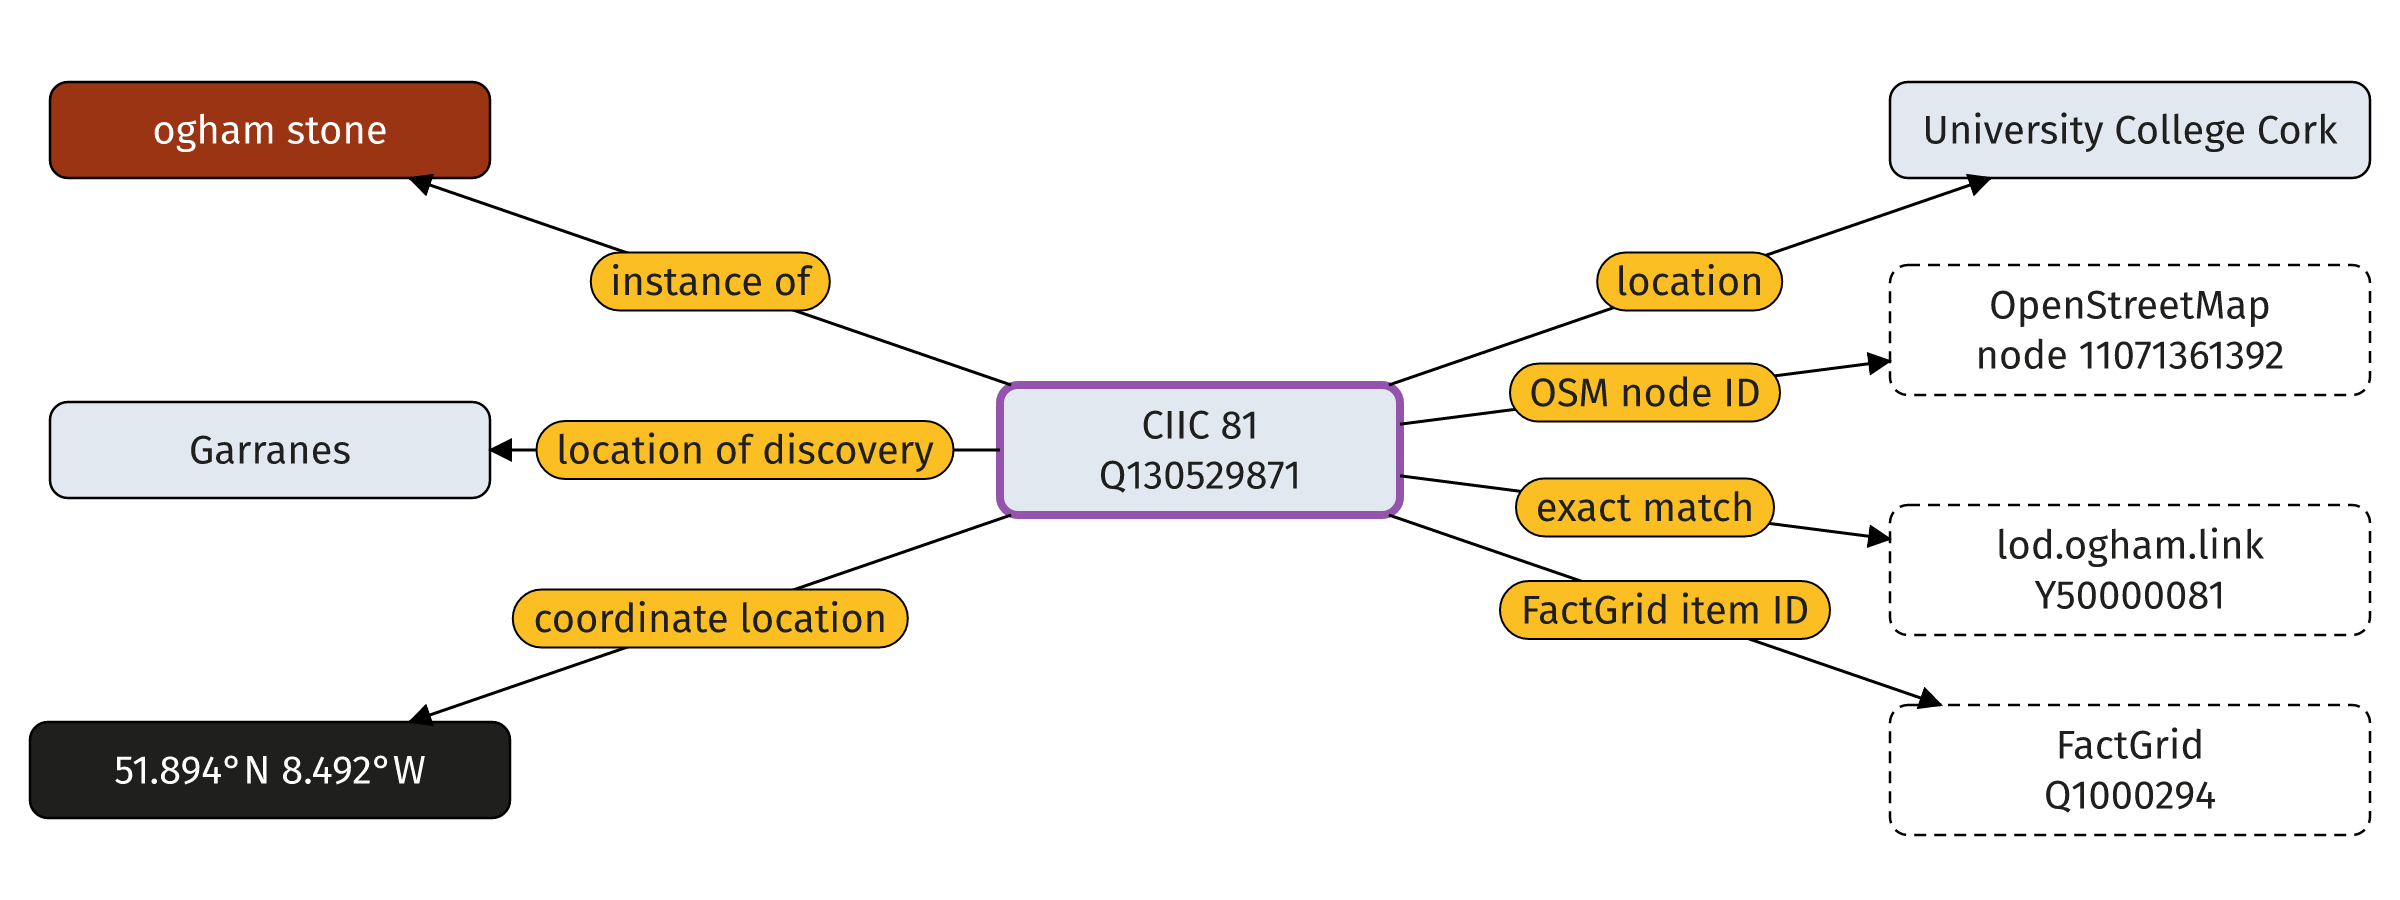 ogham stone
University College Cork
instance of
location
OpenStreetMap
node 11071361392
OSM node ID
Garranes
location of discovery
CIIC 81
Q130529871
exact match
lod.ogham.link
Y50000081
coordinate location
FactGrid item ID
51.894°N 8.492°W
FactGrid
Q1000294